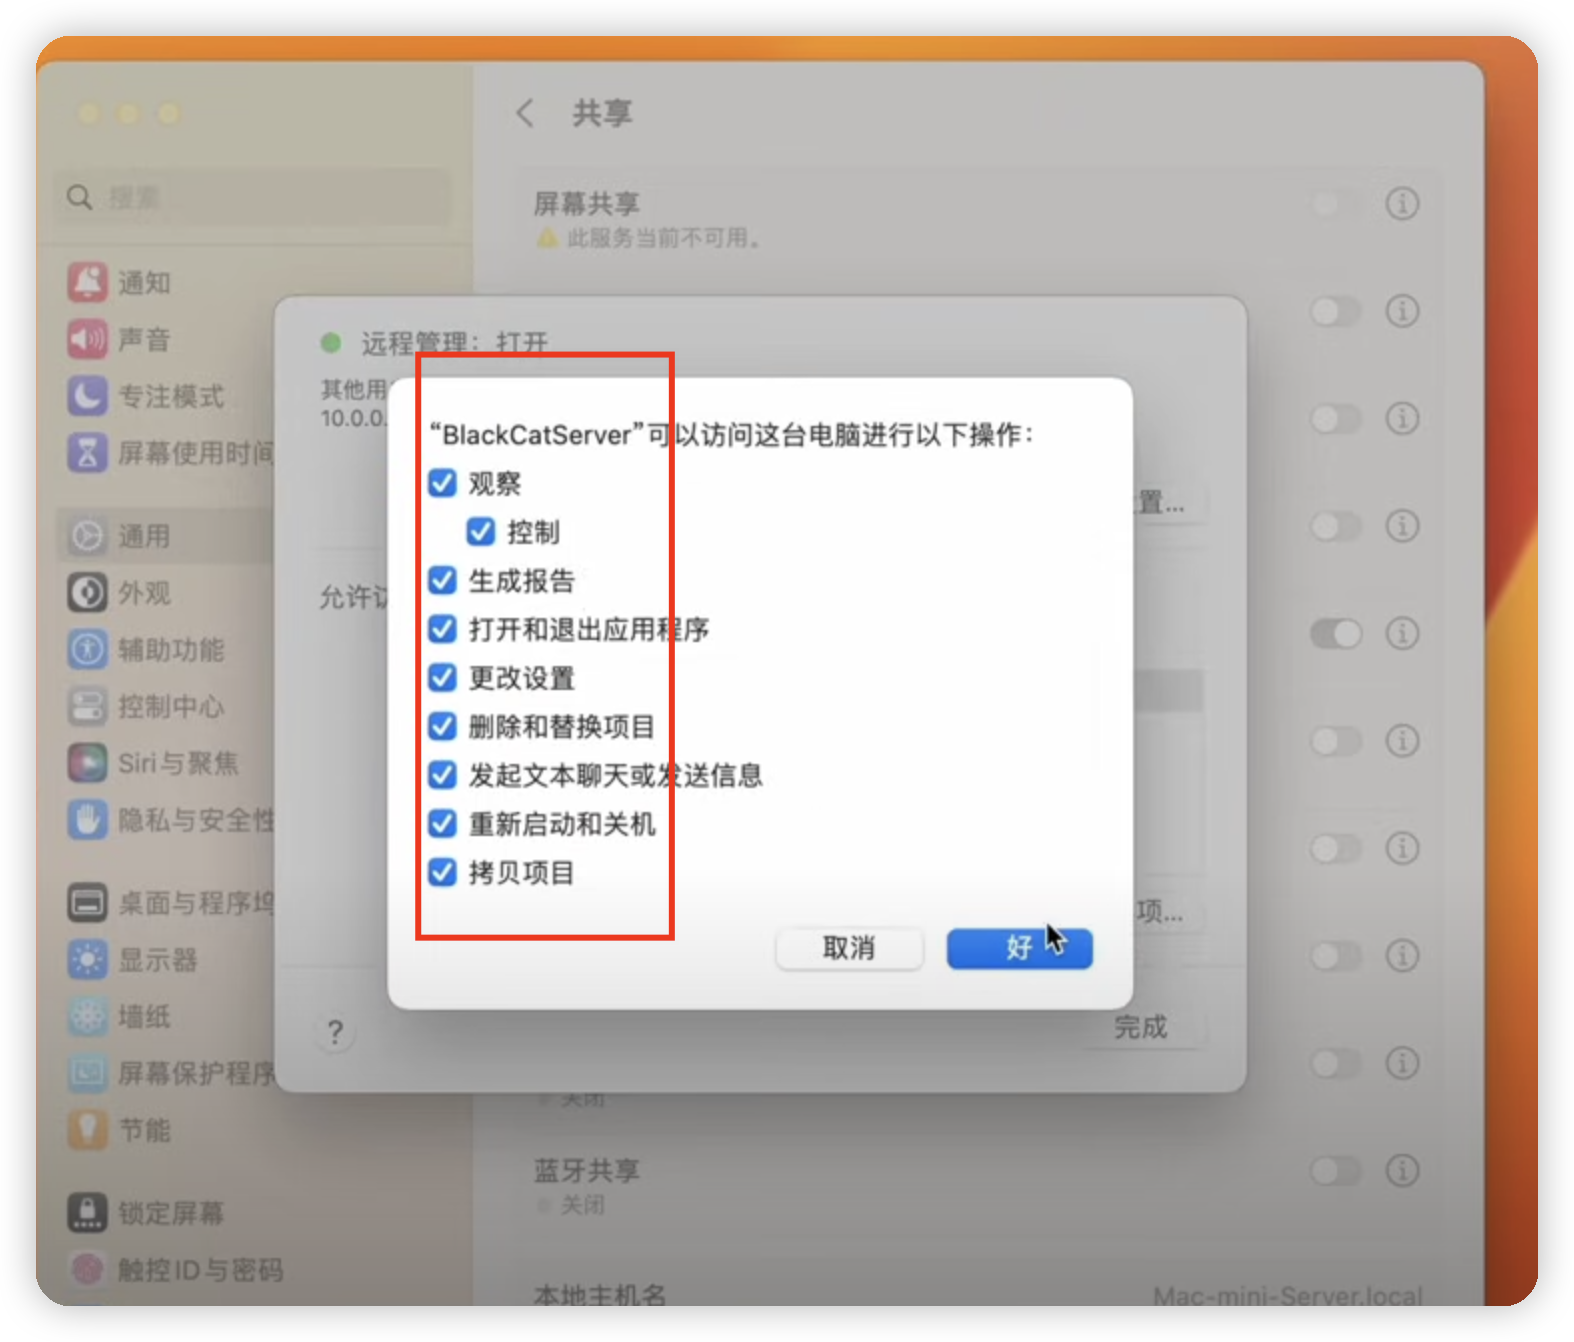 共享
搜索
屏幕共享
此服务当前不可用。
通知
声音
专注模式
屏幕使用时间
通用
外观
辅助功能
控制中心
Siri与聚焦
隐私与安全性
桌面与程序坞
显示器
墙纸
屏幕保护程序
节能
锁定屏幕
触控ID与密码
远程管理：打开
其他用
10.0.0.
置...
允许访
项...
?
完成
“BlackCatServer”可以访问这台电脑进行以下操作：
观察
控制
生成报告
打开和退出应用程序
更改设置
删除和替换项目
发起文本聊天或发送信息
重新启动和关机
拷贝项目
取消
好
关闭
蓝牙共享
关闭
本地主机名
Mac-mini-Server.local